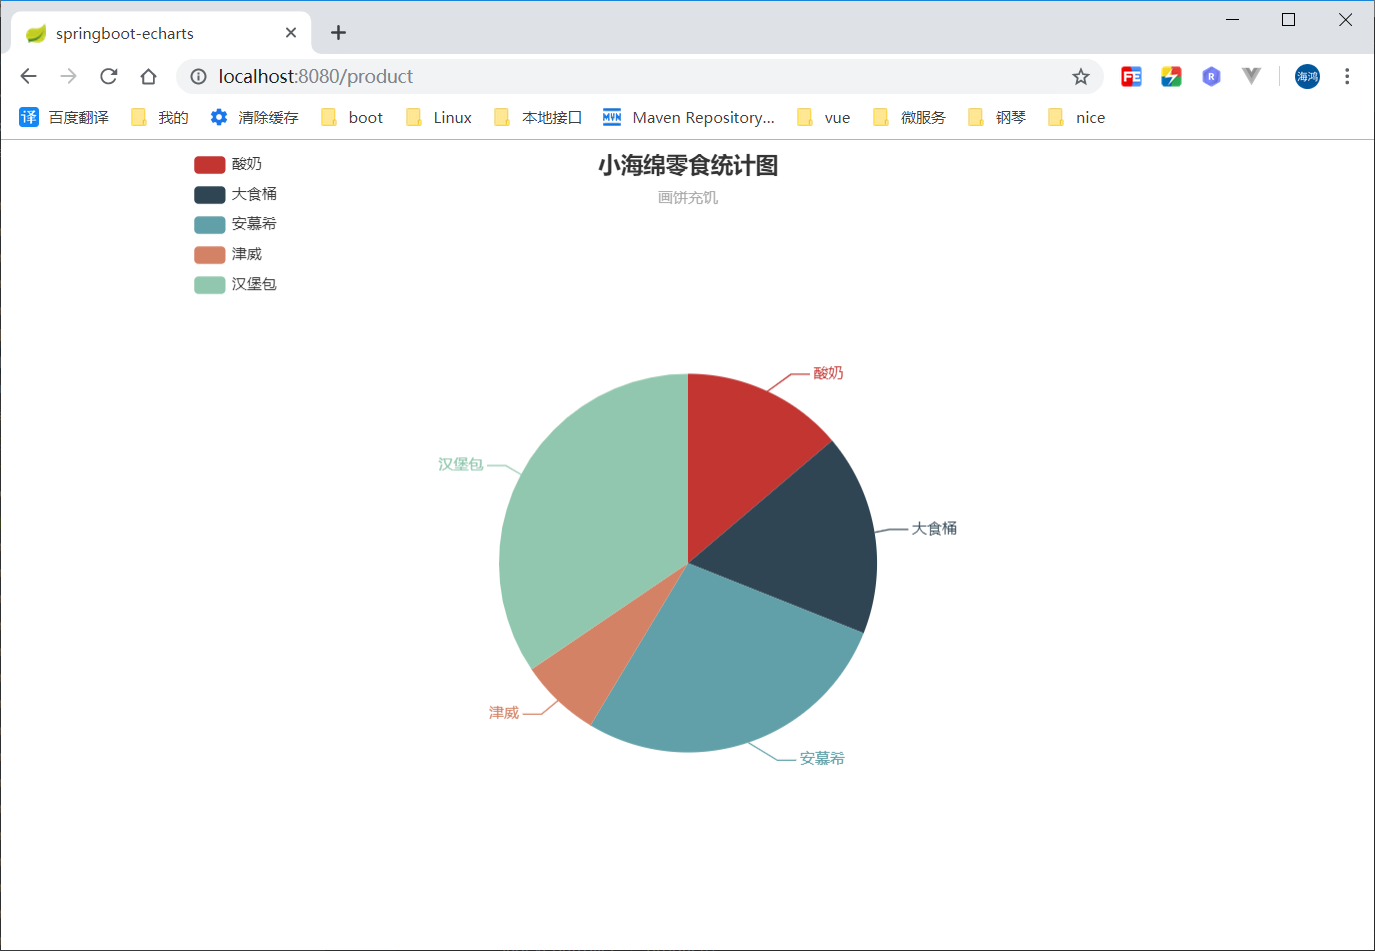 springboot-echarts
localhost:8080/product
FE
R
海鸿
译 百度翻译 我的 清除缓存 boot Linux 本地接口 MVN Maven Repository... vue 微服务 钢琴 nice
小海绵零食统计图
画饼充饥
酸奶
大食桶
安慕希
津威
汉堡包
酸奶
汉堡包
大食桶
津威
安慕希